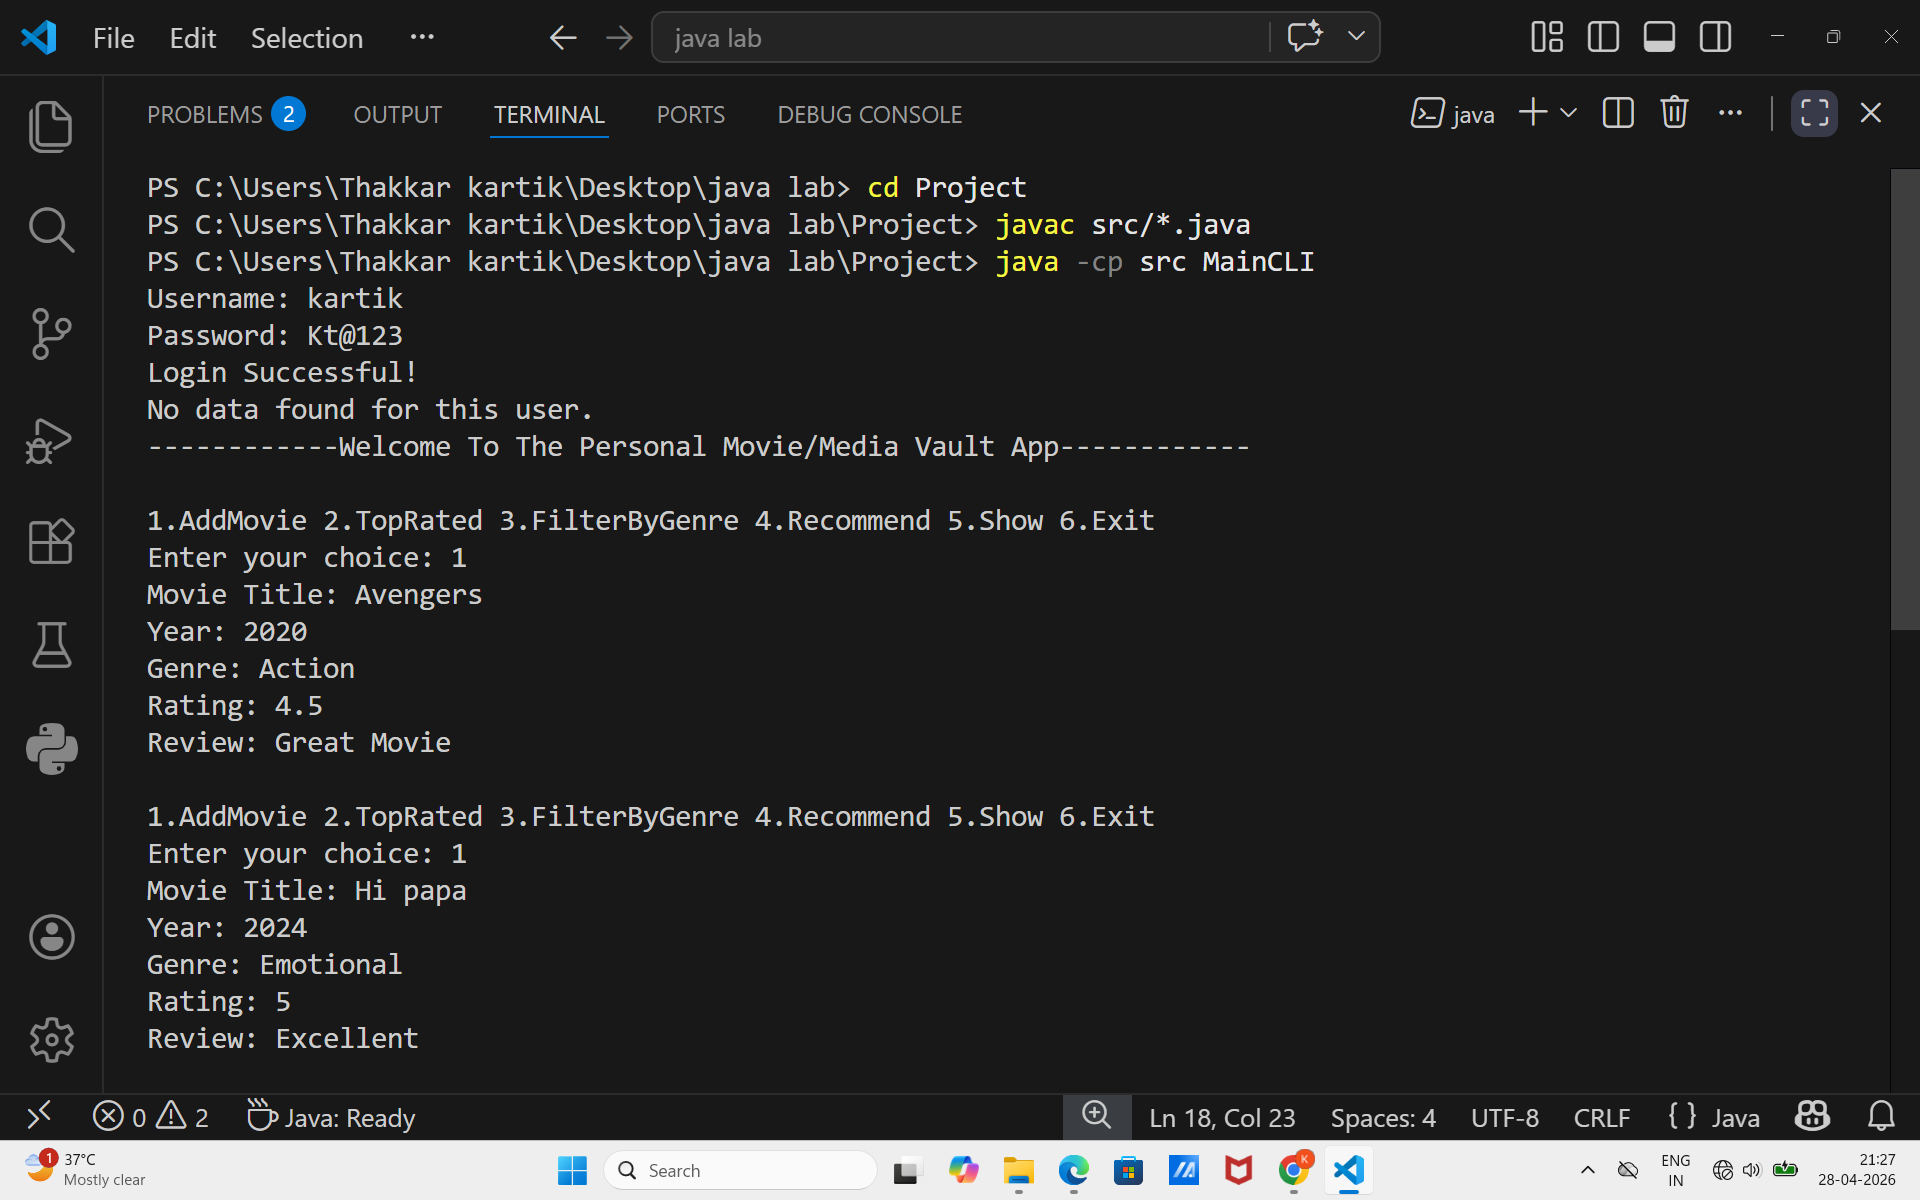 File Edit Selection ···
java lab
PROBLEMS 2 OUTPUT TERMINAL PORTS DEBUG CONSOLE
java
PS C:\Users\Thakkar kartik\Desktop\java lab> cd Project
PS C:\Users\Thakkar kartik\Desktop\java lab\Project> javac src/*.java
PS C:\Users\Thakkar kartik\Desktop\java lab\Project> java -cp src MainCLI
Username: kartik
Password: Kt@123
Login Successful!
No data found for this user.
------------Welcome To The Personal Movie/Media Vault App------------
1.AddMovie 2.TopRated 3.FilterByGenre 4.Recommend 5.Show 6.Exit
Enter your choice: 1
Movie Title: Avengers
Year: 2020
Genre: Action
Rating: 4.5
Review: Great Movie
1.AddMovie 2.TopRated 3.FilterByGenre 4.Recommend 5.Show 6.Exit
Enter your choice: 1
Movie Title: Hi papa
Year: 2024
Genre: Emotional
Rating: 5
Review: Excellent
0 2 Java: Ready Ln 18, Col 23 Spaces: 4 UTF-8 CRLF {} Java
1 37°C
Mostly clear
Search
K
ENG
IN
21:27
28-04-2026